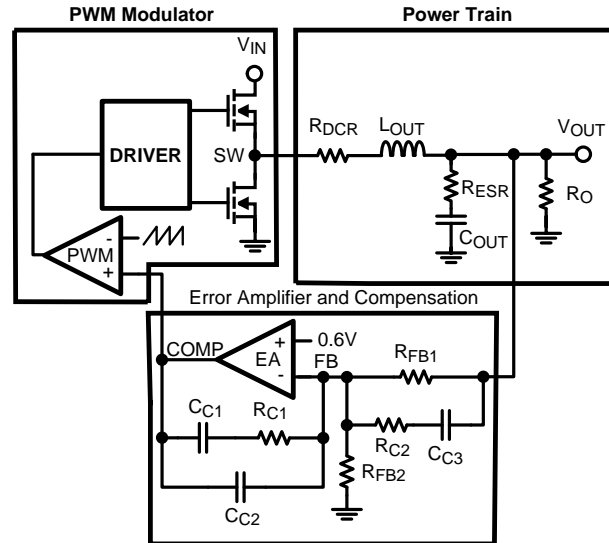 PWM Modulator
Power Train
VIN
DRIVER
SW
RDCR
LOUT
VOUT
RESR
COUT
RO
PWM
-
+
Error Amplifier and Compensation
COMP
EA
+
-
0.6V
FB
RFB1
CC1
RC1
RC2
CC3
RFB2
CC2